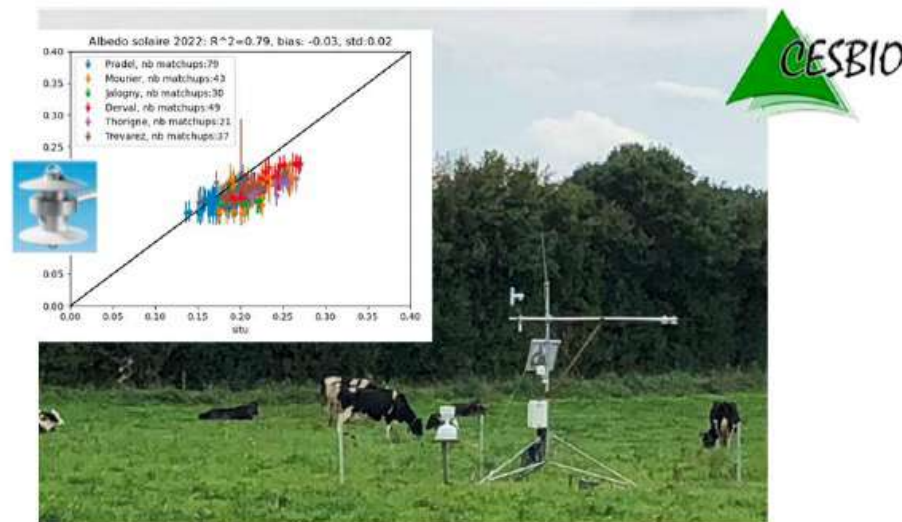 Albedo solaire 2022: R^2=0.79, bias: -0.03, std:0.02
CESBIO
0.40
Pradel, nb matchups:79
Mourier, nb matchups:43
0.35
Jalogny, nb matchups:30
Derval, nb matchups:49
0.30
Thorigne, nb matchups:21
Trevarez, nb matchups:37
0.25
0.05
0.00
0.00 0.05 0.10 0.15 0.20 0.25 0.30 0.35 0.40
situ